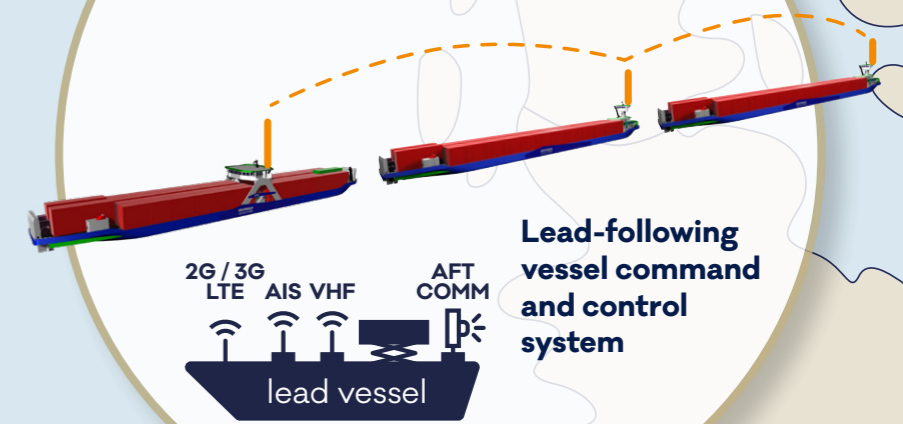 2G / 3G
LTE
AIS
VHF
AFT
COMM
lead vessel
Lead-following
vessel command
and control
system